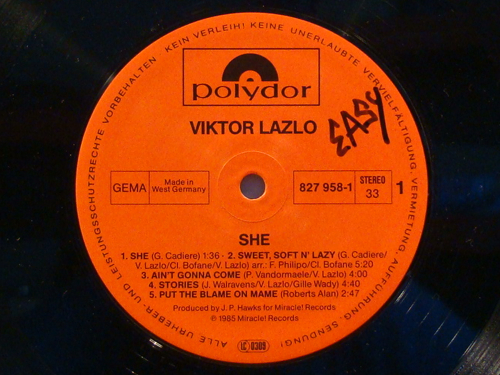 ALLE URHEBER- UND LEISTUNGSSCHUTZRECHTE VORBEHALTEN · KEIN VERLEIH! KEINE UNERLAUBTE VERVIELFÄLTIGUNG, VERMIETUNG, AUFFÜHRUNG, SENDUNG!
polydor
VIKTOR LAZLO
EASY
GEMA
Made in
West Germany
827 958-1
STEREO
33
1
SHE
1. SHE (G. Cadiere) 1:36 · 2. SWEET, SOFT N' LAZY (G. Cadiere/
V. Lazlo/Cl. Bofane/V. Lazlo) arr.: F. Philipo/Cl. Bofane 5:20
3. AIN'T GONNA COME (P. Vandormaele/V. Lazlo) 4:00
4. STORIES (J. Wairavens/V. Lazlo/Gille Wady) 4:40
5. PUT THE BLAME ON MAME (Roberts Alan) 2:47
Produced by J. P. Hawks for Miracle! Records
℗ 1985 Miracle! Records
LC 0309